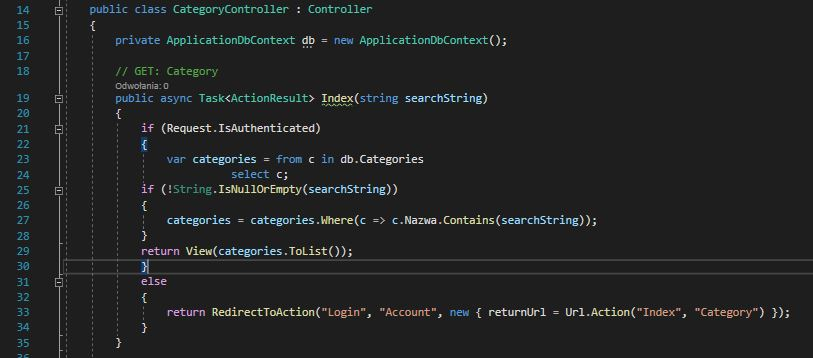 14 public class CategoryController : Controller
15 {
16 private ApplicationDbContext db = new ApplicationDbContext();
17
18 // GET: Category
Odwołania: 0
19 public async Task<ActionResult> Index(string searchString)
20 {
21 if (Request.IsAuthenticated)
22 {
23 var categories = from c in db.Categories
24 select c;
25 if (!String.IsNullOrEmpty(searchString))
26 {
27 categories = categories.Where(c => c.Nazwa.Contains(searchString));
28 }
29 return View(categories.ToList());
30 }
31 else
32 {
33 return RedirectToAction("Login", "Account", new { returnUrl = Url.Action("Index", "Category") });
34 }
35 }